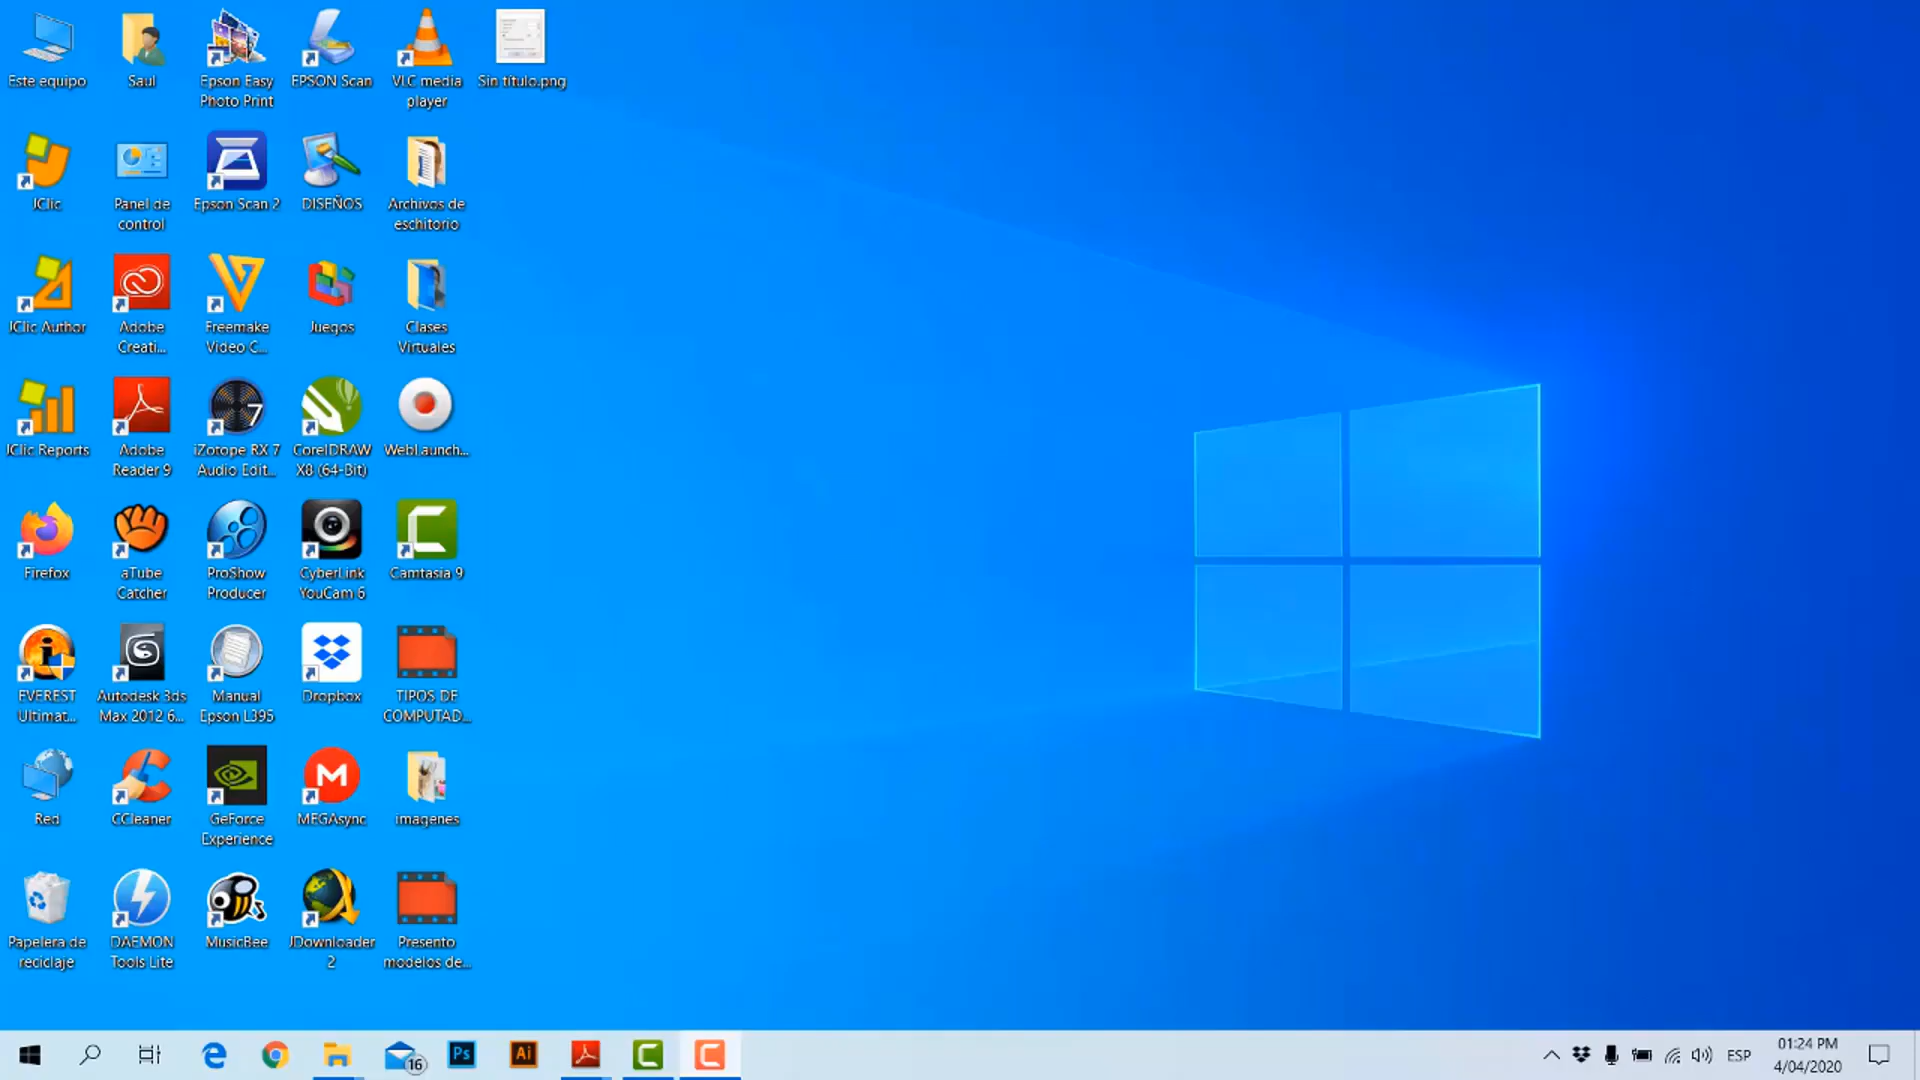 Este equipo
Saul
Epson Easy
Photo Print
EPSON Scan
VLC media
player
Sin título.png
JClic
Panel de
control
Epson Scan 2
DISEÑOS
Archivos de
escritorio
JClic Author
Adobe
Creati...
Freemake
Video C...
Juegos
Clases
Virtuales
JClic Reports
Adobe
Reader 9
7
iZotope RX 7
Audio Edit...
CorelDRAW
X8 (64-Bit)
WebLaunch...
Firefox
aTube
Catcher
ProShow
Producer
CyberLink
YouCam 6
Camtasia 9
EVEREST
Ultimat...
Autodesk 3ds
Max 2012 6...
Manual
Epson L395
Dropbox
TIPOS DE
COMPUTAD...
Red
CCleaner
GeForce
Experience
M
MEGAsync
imagenes
Papelera de
reciclaje
DAEMON
Tools Lite
MusicBee
JDownloader
2
Presento
modelos de...
16
Ps
Ai
ESP
01:24 PM
4/04/2020